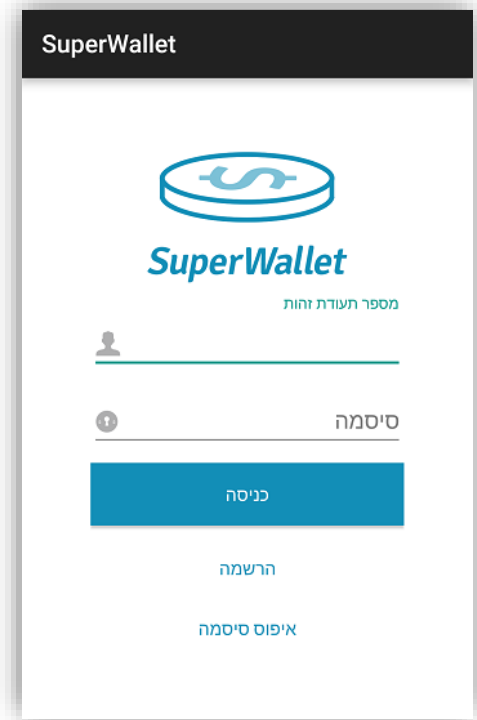 SuperWallet
SuperWallet
מספר תעודת זהות
סיסמה
כניסה
הרשמה
איפוס סיסמה